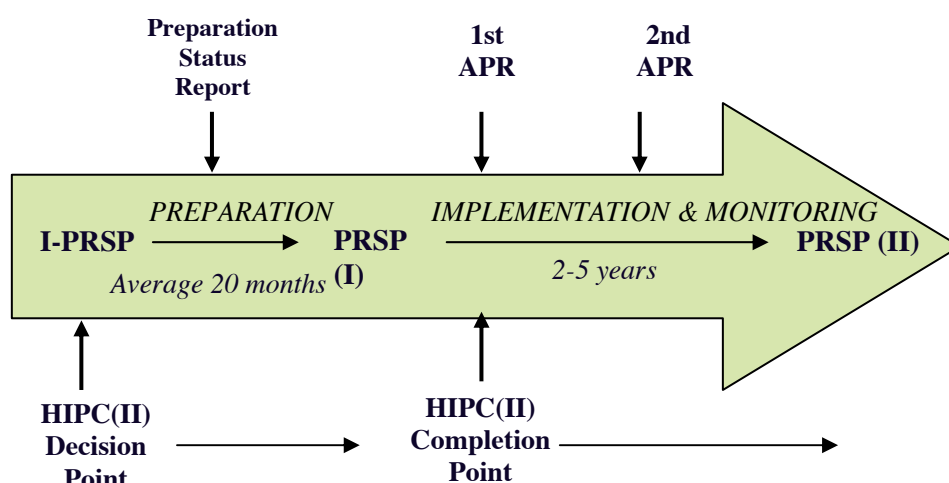 Preparation
Status
Report
1st
APR
2nd
APR
PREPARATION
IMPLEMENTATION & MONITORING
I-PRSP
PRSP
(I)
PRSP (II)
Average 20 months
2-5 years
HIPC(II)
Decision
Point
HIPC(II)
Completion
Point